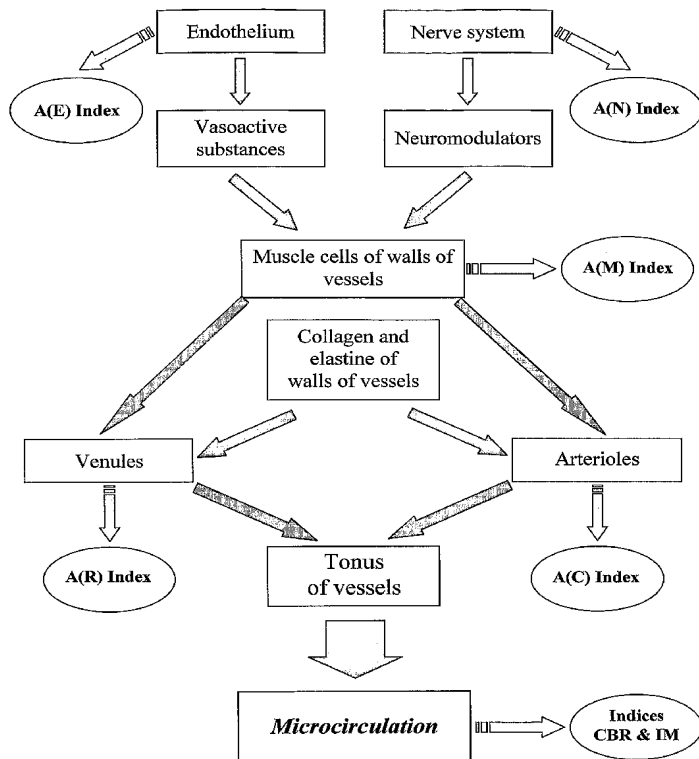 Endothelium
Nerve system
A(E) Index
A(N) Index
Vasoactive
substances
Neuromodulators
Muscle cells of walls of
vessels
A(M) Index
Collagen and
elastine of
walls of vessels
Venules
Arterioles
A(R) Index
Tonus
of vessels
A(C) Index
Microcirculation
Indices
CBR & IM